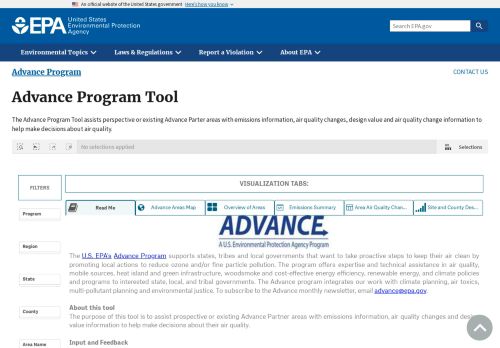 An official website of the United States government Here's how you know
EPA United States Environmental Protection Agency
Search EPA.gov
Environmental Topics Laws & Regulations Report a Violation About EPA
Advance Program CONTACT US
Advance Program Tool
The Advance Program Tool assists perspective or existing Advance Parter areas with emissions information, air quality changes, design value and air quality change information to
help make decisions about air quality.
No selections applied Selections
FILTERS
VISUALIZATION TABS:
Read Me Advance Areas Map Overview of Areas Emissions Summary Area Air Quality Chan... Site and County Des...
Program
ADVANCE
A U.S. Environmental Protection Agency Program
Region
The U.S. EPA's Advance Program supports states, tribes and local governments that want to take proactive steps to keep their air clean by
promoting local actions to reduce ozone and/or fine particle pollution. The program offers expertise and technical assistance in air quality,
mobile sources, heat island and green infrastructure, woodsmoke and cost-effective energy efficiency, renewable energy, and climate policies
and programs to interested state, local, and tribal governments. The Advance program integrates our work with climate planning, air toxics,
multi-pollutant planning and environmental justice. To subscribe to the Advance monthly newsletter, email advance@epa.gov.
State
About this tool
County
The purpose of this tool is to assist prospective or existing Advance Partner areas with emissions information, air quality changes and design
value information to help make decisions about their air quality.
Area Name
Input and Feedback